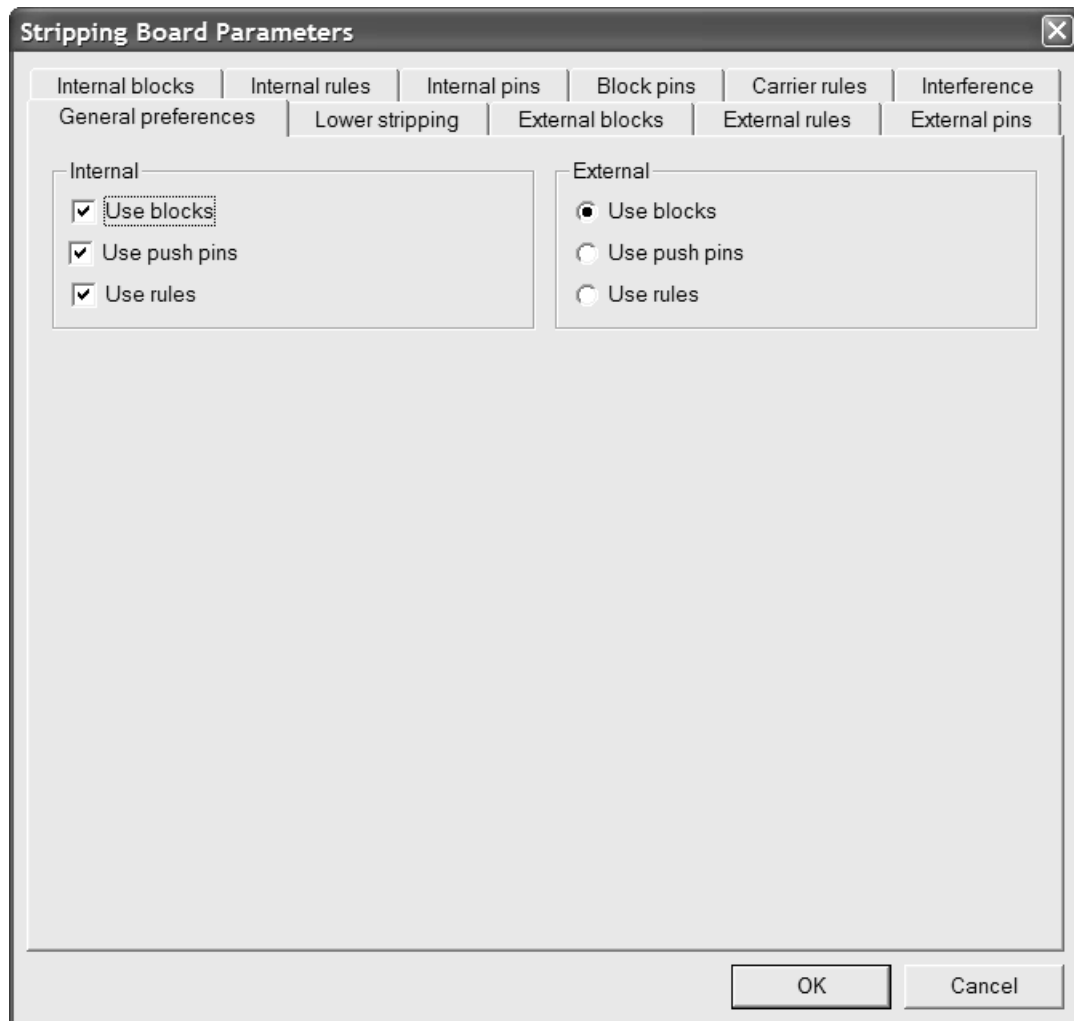 Stripping Board Parameters
Internal blocks Internal rules Internal pins Block pins Carrier rules Interference
General preferences Lower stripping External blocks External rules External pins
Internal
Use blocks
Use push pins
Use rules
External
Use blocks
Use push pins
Use rules
OK Cancel